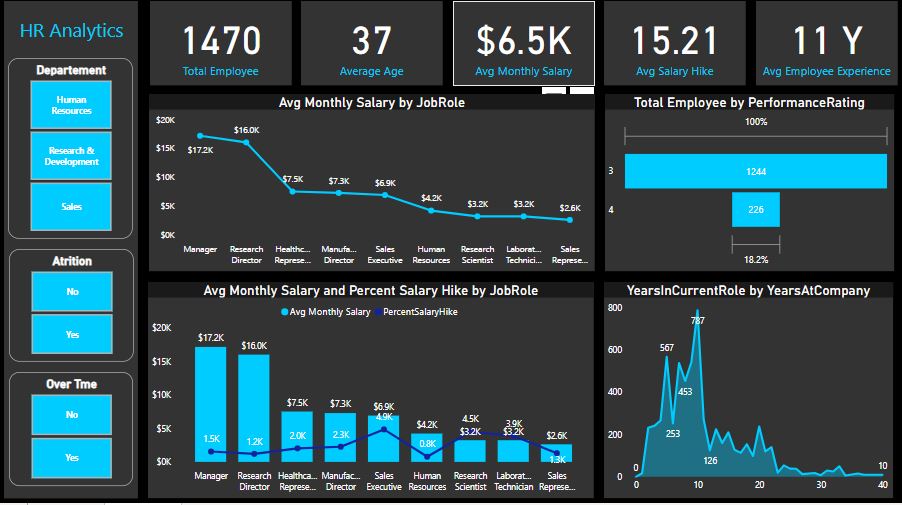 HR Analytics
1470
Total Employee
37
Average Age
$6.5K
Avg Monthly Salary
15.21
Avg Salary Hike
11 Y
Avg Employee Experience
Departement
Human
Resources
Research &
Development
Sales
Atrition
No
Yes
Over Tme
No
Yes
Avg Monthly Salary by JobRole
$20K
$15K
$10K
$5K
$0K
$17.2K
$16.0K
$7.5K
$7.3K
$6.9K
$4.2K
$3.2K
$3.2K
$2.6K
Manager
Research
Director
Healthc...
Represe...
Manufa...
Director
Sales
Executive
Human
Resources
Research
Scientist
Laborat...
Technici...
Sales
Represe...
Total Employee by PerformanceRating
100%
3
1244
4
226
18.2%
Avg Monthly Salary and Percent Salary Hike by JobRole
Avg Monthly Salary
PercentSalaryHike
$20K
$15K
$10K
$5K
$0K
$17.2K
$16.0K
$7.5K
$7.3K
$6.9K
$4.2K
$3.2K
$3.2K
$2.6K
1.5K
1.2K
2.0K
2.3K
4.9K
0.8K
4.5K
3.9K
1.3K
Manager
Research
Director
Healthca...
Represe...
Manufac...
Director
Sales
Executive
Human
Resources
Research
Scientist
Laborat...
Technician
Sales
Represe...
YearsInCurrentRole by YearsAtCompany
800
600
400
200
0
0
567
253
453
787
126
10
0
10
20
30
40